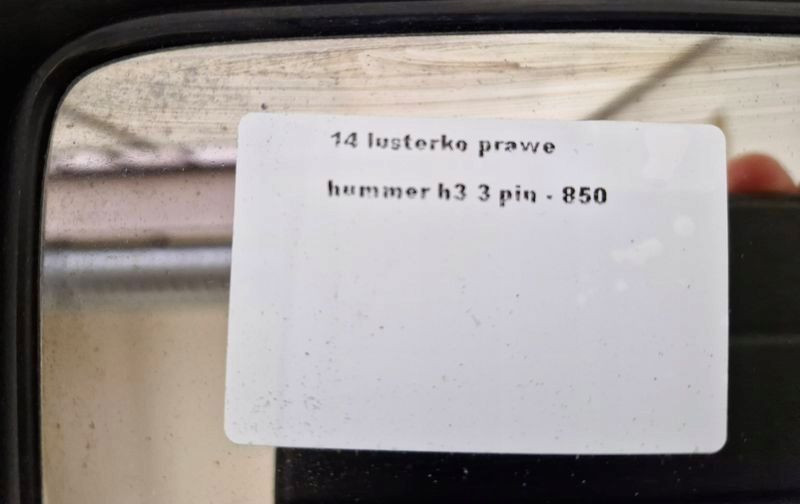 14 lusterko prawe
hummer h3 3 pin - 850